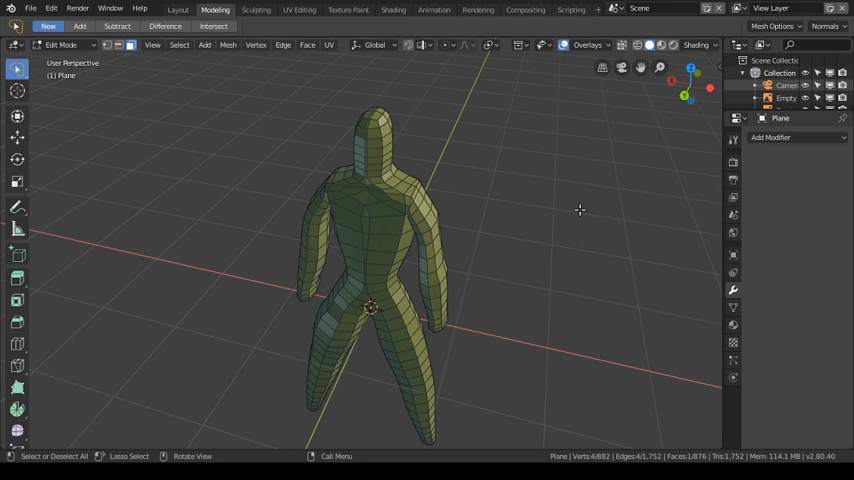 File Edit Render Window Help Layout Modeling Sculpting UV Editing Texture Paint Shading Animation Rendering Compositing Scripting + Scene View Layer
New Add Subtract Difference Intersect Mesh Options Normals
Edit Mode View Select Add Mesh Vertex Edge Face UV Global Overlays Shading
User Perspective
(1) Plane
Z
Y
Scene Collectic
Collection
Camer
Empty
Plane
Add Modifier
Select or Deselect All Lasso Select Rotate View Call Menu Plane | Verts:4/882 | Edges:4/1,752 | Faces:1/876 | Tris:1,752 | Mem: 114.1 MB | v2.80.40